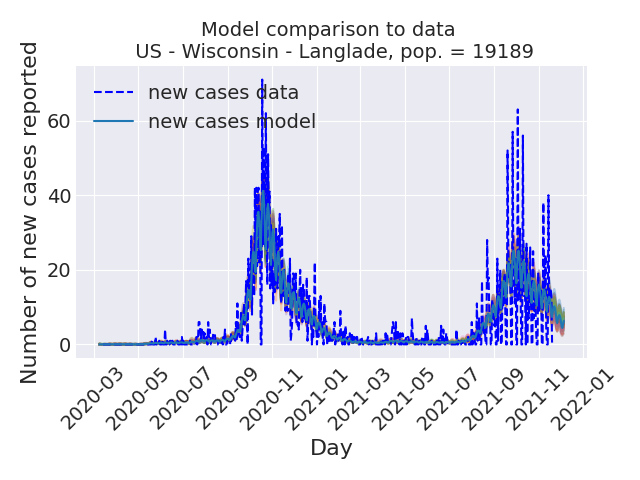 Model comparison to data
US - Wisconsin - Langlade, pop. = 19189
Number of new cases reported
new cases data
new cases model
60
40
20
0
2020-03
2020-05
2020-07
2020-09
2020-11
2021-01
2021-03
2021-05
2021-07
2021-09
2021-11
2022-01
Day